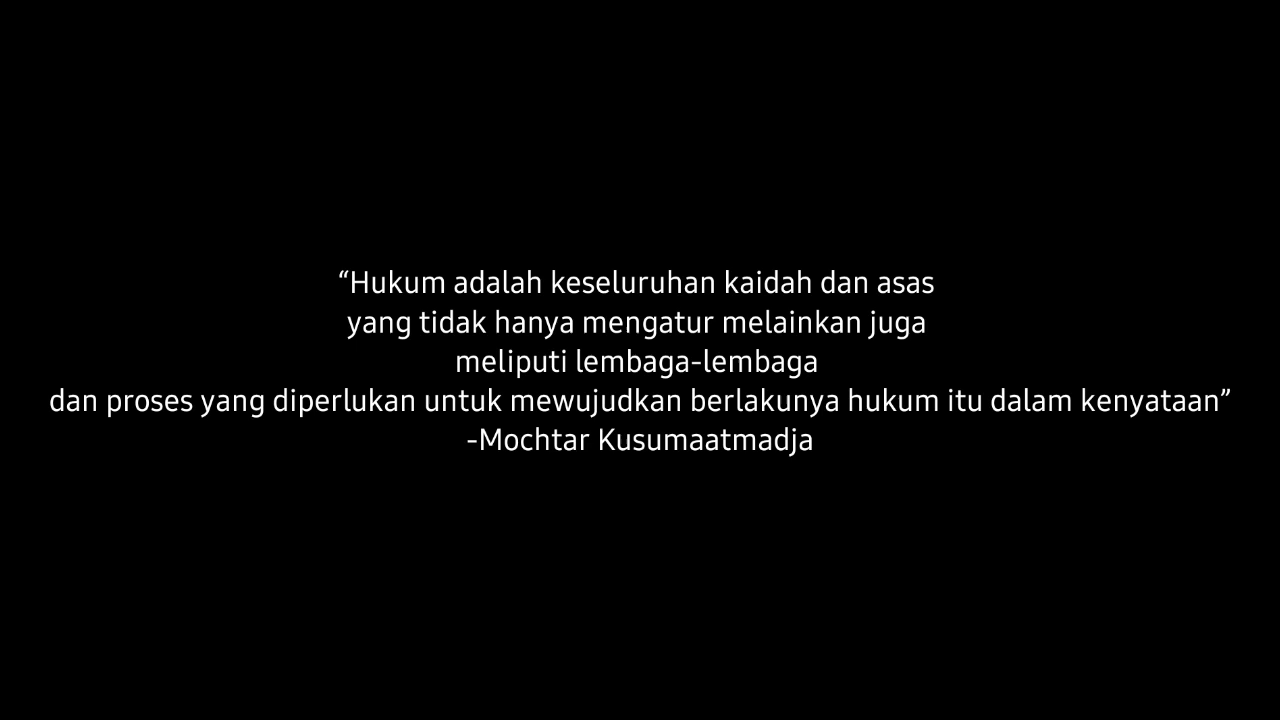 “Hukum adalah keseluruhan kaidah dan asas
yang tidak hanya mengatur melainkan juga
meliputi lembaga-lembaga
dan proses yang diperlukan untuk mewujudkan berlakunya hukum itu dalam kenyataan”
-Mochtar Kusumaatmadja